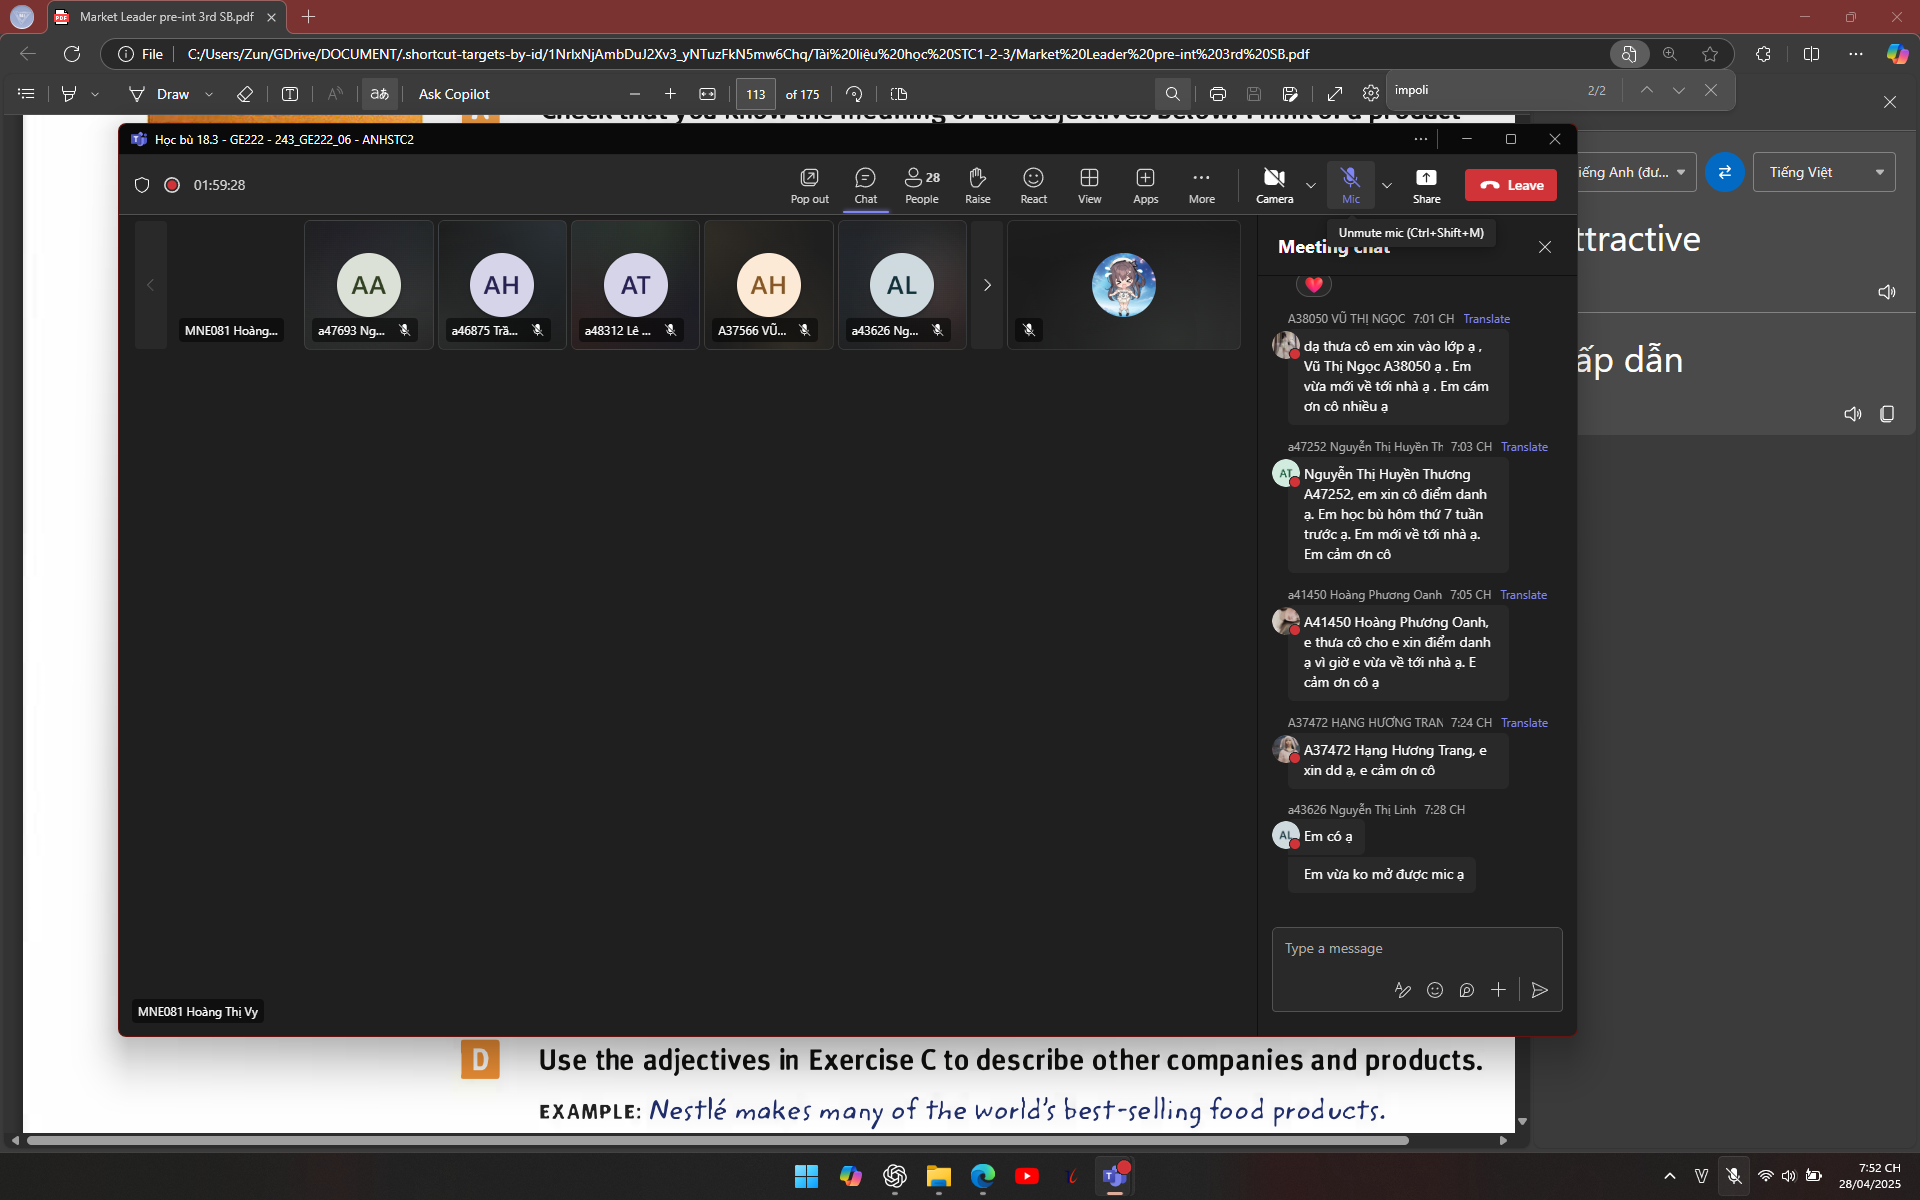 Market Leader pre-int 3rd SB.pdf
File
C:/Users/Zun/GDrive/DOCUMENT/.shortcut-targets-by-id/1NrlxNjAmbDuJ2Xv3_yNTuzFkN5mw6Chq/Tài%20liệu%20học%20STC1-2-3/Market%20Leader%20pre-int%203rd%20SB.pdf
Draw
aあ
Ask Copilot
113 of 175
impoli 2/2
Học bù 18.3 - GE222 - 243_GE222_06 - ANHSTC2
01:59:28
Pop out
Chat
28
People
Raise
React
View
Apps
More
Camera
Mic
Share
Leave
iếng Anh (đư...
Tiếng Việt
Unmute mic (Ctrl+Shift+M)
ttractive
ấp dẫn
MNE081 Hoàng...
AA
a47693 Ng...
AH
a46875 Trầ...
AT
a48312 Lê ...
AH
A37566 VŨ...
AL
a43626 Ng...
Meeting chat
A38050 VŨ THỊ NGỌC 7:01 CH Translate
dạ thưa cô em xin vào lớp ạ ,
Vũ Thị Ngọc A38050 ạ . Em
vừa mới về tới nhà ạ . Em cám
ơn cô nhiều ạ
a47252 Nguyễn Thị Huyền Th 7:03 CH Translate
AT
Nguyễn Thị Huyền Thương
A47252, em xin cô điểm danh
ạ. Em học bù hôm thứ 7 tuần
trước ạ. Em mới về tới nhà ạ.
Em cảm ơn cô
a41450 Hoàng Phương Oanh 7:05 CH Translate
A41450 Hoàng Phương Oanh,
e thưa cô cho e xin điểm danh
ạ vì giờ e vừa về tới nhà ạ. E
cảm ơn cô ạ
A37472 HẠNG HƯƠNG TRAN 7:24 CH Translate
A37472 Hạng Hương Trang, e
xin dd ạ, e cảm ơn cô
a43626 Nguyễn Thị Linh 7:28 CH
AL
Em có ạ
Em vừa ko mở được mic ạ
Type a message
MNE081 Hoàng Thị Vy
D Use the adjectives in Exercise C to describe other companies and products.
EXAMPLE: Nestlé makes many of the world's best-selling food products.
7:52 CH
28/04/2025